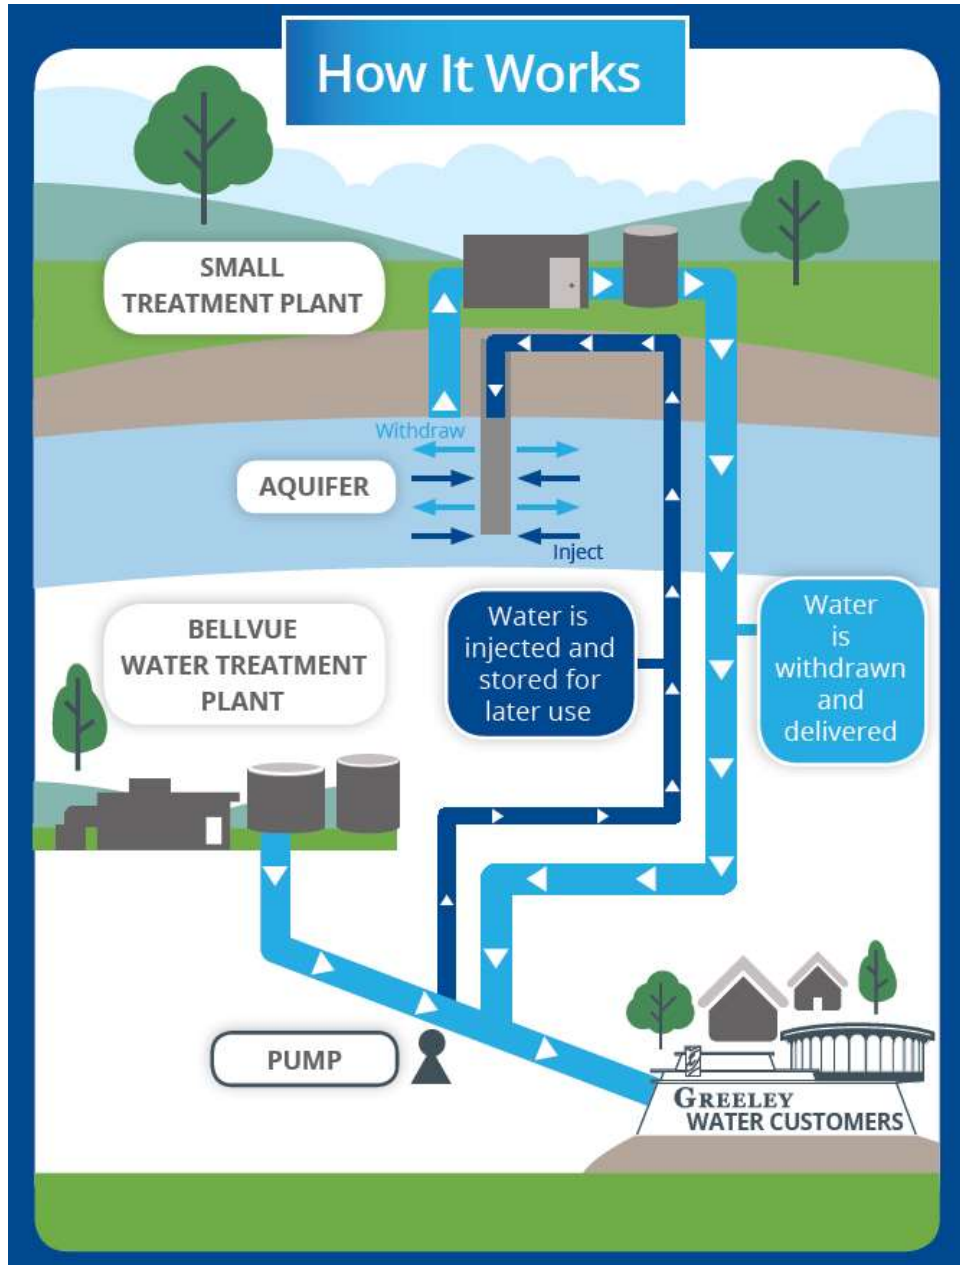 How It Works
SMALL
TREATMENT PLANT
Withdraw
AQUIFER
Inject
BELLVUE
WATER TREATMENT
PLANT
Water is
injected and
stored for
later use
Water
is
withdrawn
and
delivered
PUMP
GREELEY
WATER CUSTOMERS